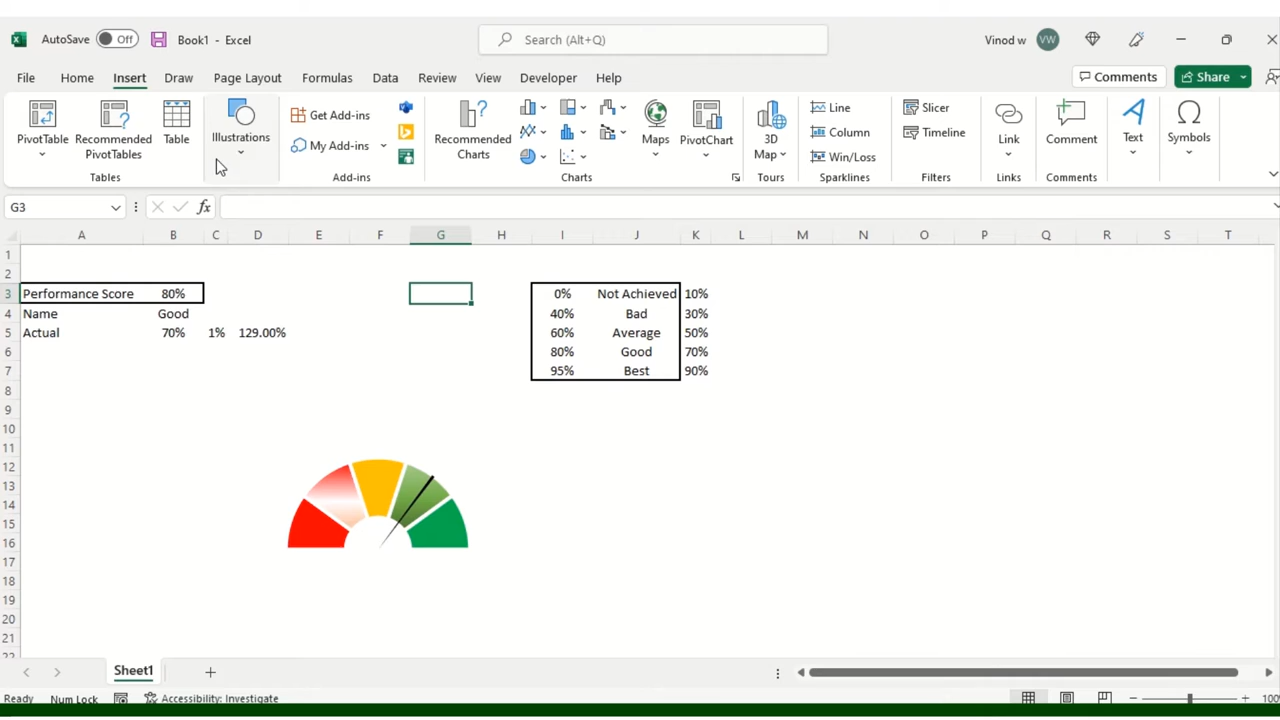 AutoSave Off Book1 - Excel Search (Alt+Q) Vinod w VW
File Home Insert Draw Page Layout Formulas Data Review View Developer Help Comments Share
PivotTable Recommended PivotTables Table Illustrations Get Add-ins My Add-ins Recommended Charts Maps PivotChart 3D Map Line Column Win/Loss Slicer Timeline Link Comment Text Symbols
Tables Add-ins Charts Tours Sparklines Filters Links Comments
G3 fx
A B C D E F G H I J K L M N O P Q R S T
1
2
3 Performance Score 80% 0% Not Achieved 10%
4 Name Good 40% Bad 30%
5 Actual 70% 1% 129.00% 60% Average 50%
6 80% Good 70%
7 95% Best 90%
8
9
10
11
12
13
14
15
16
17
18
19
20
21
22
Sheet1
Ready Num Lock Accessibility: Investigate 100